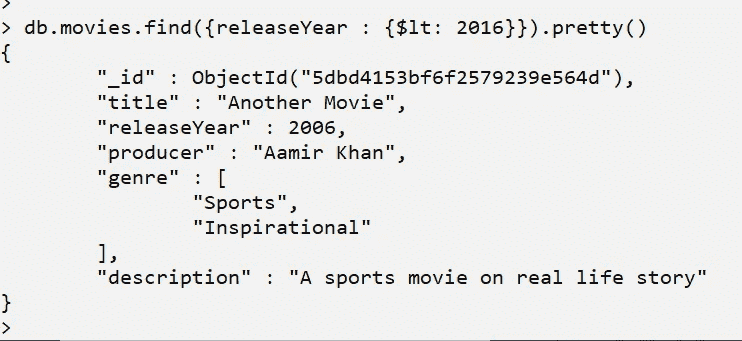 >
> db.movies.find({releaseYear : {$lt: 2016}}).pretty()
{
        "_id" : ObjectId("5dbd4153bf6f2579239e564d"),
        "title" : "Another Movie",
        "releaseYear" : 2006,
        "producer" : "Aamir Khan",
        "genre" : [
                "Sports",
                "Inspirational"
        ],
        "description" : "A sports movie on real life story"
}
>